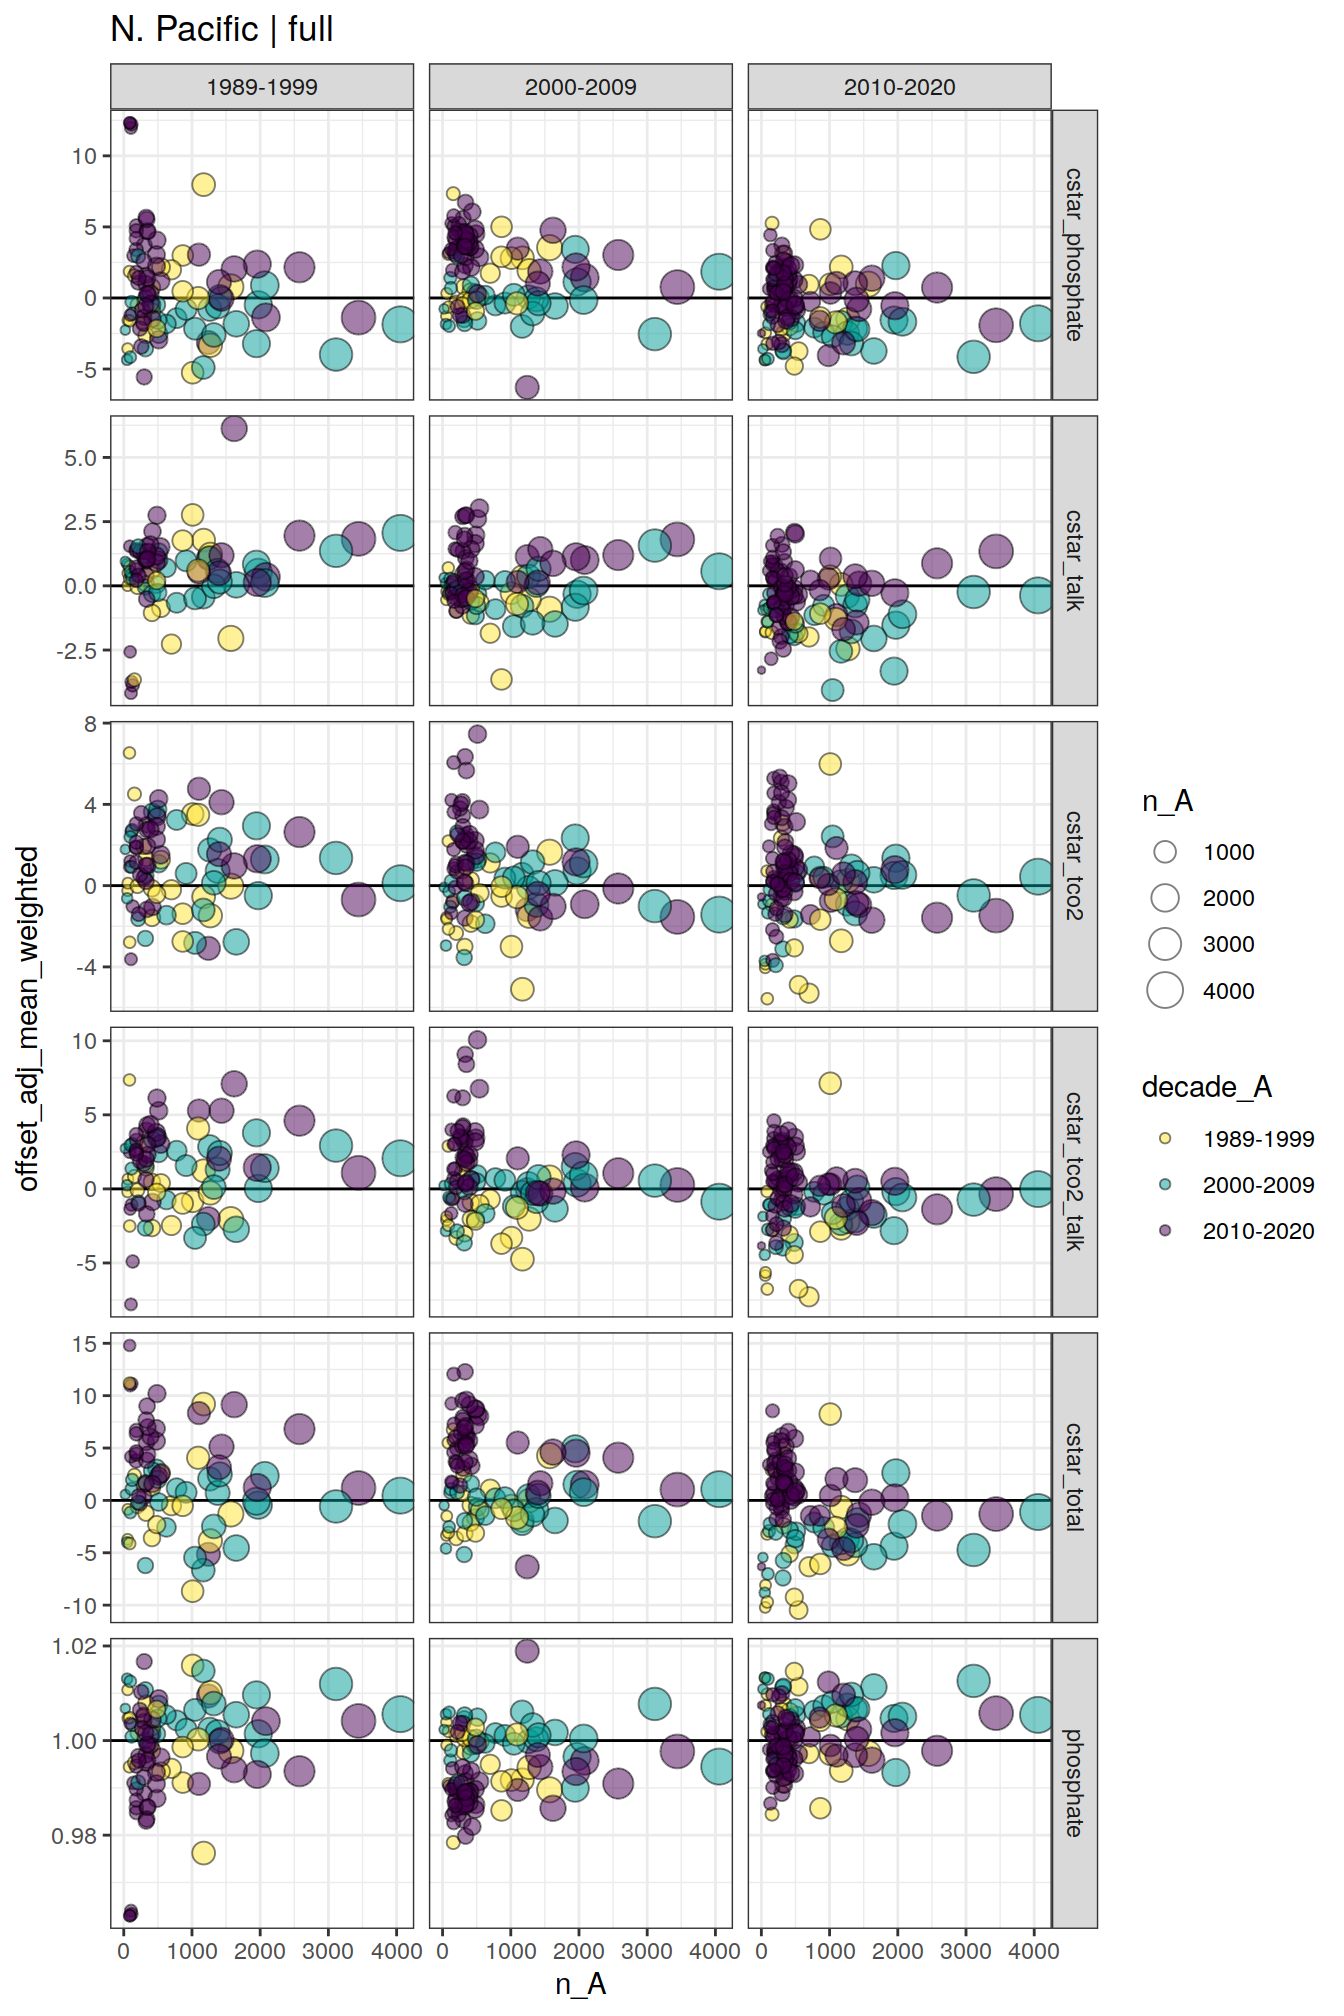 N. Pacific | full
1989-1999 2000-2009 2010-2020
10
5
0
-5
cstar_phosphate
5.0
2.5
0.0
-2.5
cstar_talk
8
4
0
-4
cstar_tco2
10
5
0
-5
cstar_tco2_talk
15
10
5
0
-5
-10
cstar_total
1.02
1.00
0.98
phosphate
0 1000 2000 3000 4000 0 1000 2000 3000 4000 0 1000 2000 3000 4000
n_A
offset_adj_mean_weighted
n_A
1000
2000
3000
4000
decade_A
1989-1999
2000-2009
2010-2020